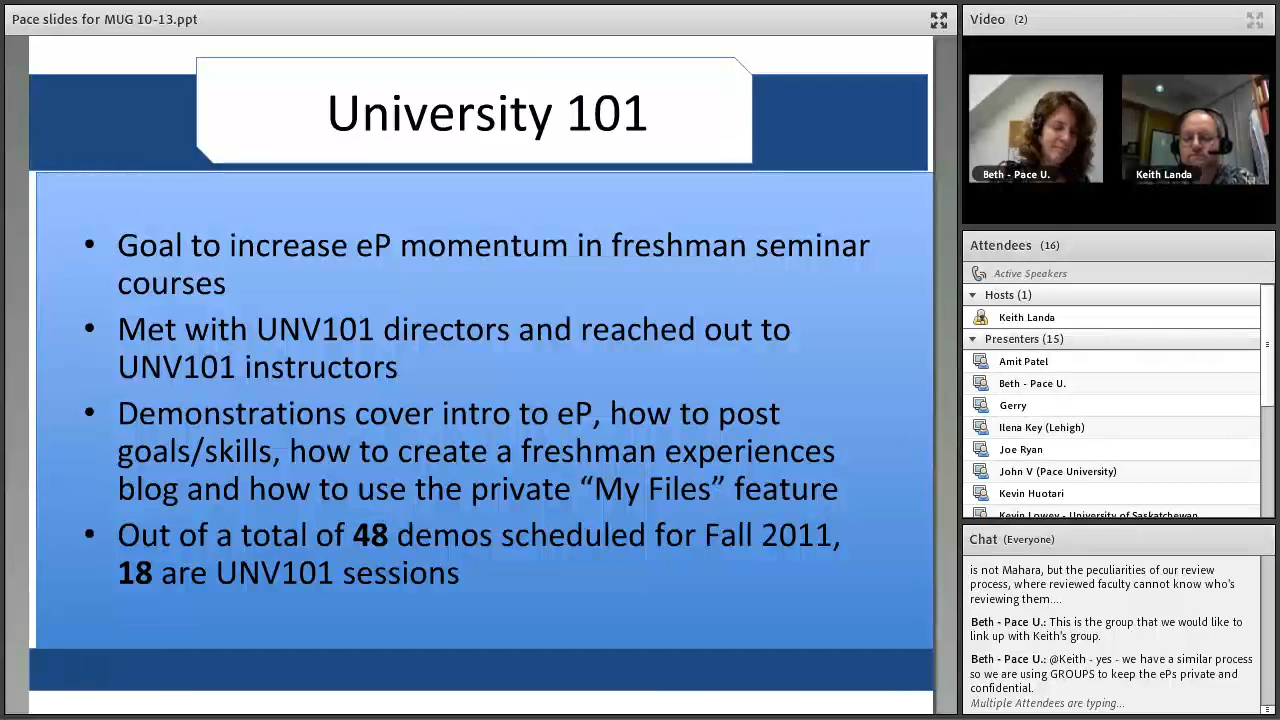 Pace slides for MUG 10-13.ppt
University 101
• Goal to increase eP momentum in freshman seminar
courses
• Met with UNV101 directors and reached out to
UNV101 instructors
• Demonstrations cover intro to eP, how to post
goals/skills, how to create a freshman experiences
blog and how to use the private “My Files” feature
• Out of a total of 48 demos scheduled for Fall 2011,
18 are UNV101 sessions
Video (2)
Beth - Pace U.
Keith Landa
Attendees (16)
Active Speakers
Hosts (1)
Keith Landa
Presenters (15)
Amit Patel
Beth - Pace U.
Gerry
Ilena Key (Lehigh)
Joe Ryan
John V (Pace University)
Kevin Huotari
Kevin Lowey - University of Saskatchewan
Chat (Everyone)
is not Mahara, but the peculiarities of our review
process, where reviewed faculty cannot know who's
reviewing them....
Beth - Pace U.: This is the group that we would like to
link up with Keith's group.
Beth - Pace U.: @Keith - yes - we have a similar process
so we are using GROUPS to keep the ePs private and
confidential.
Multiple Attendees are typing...